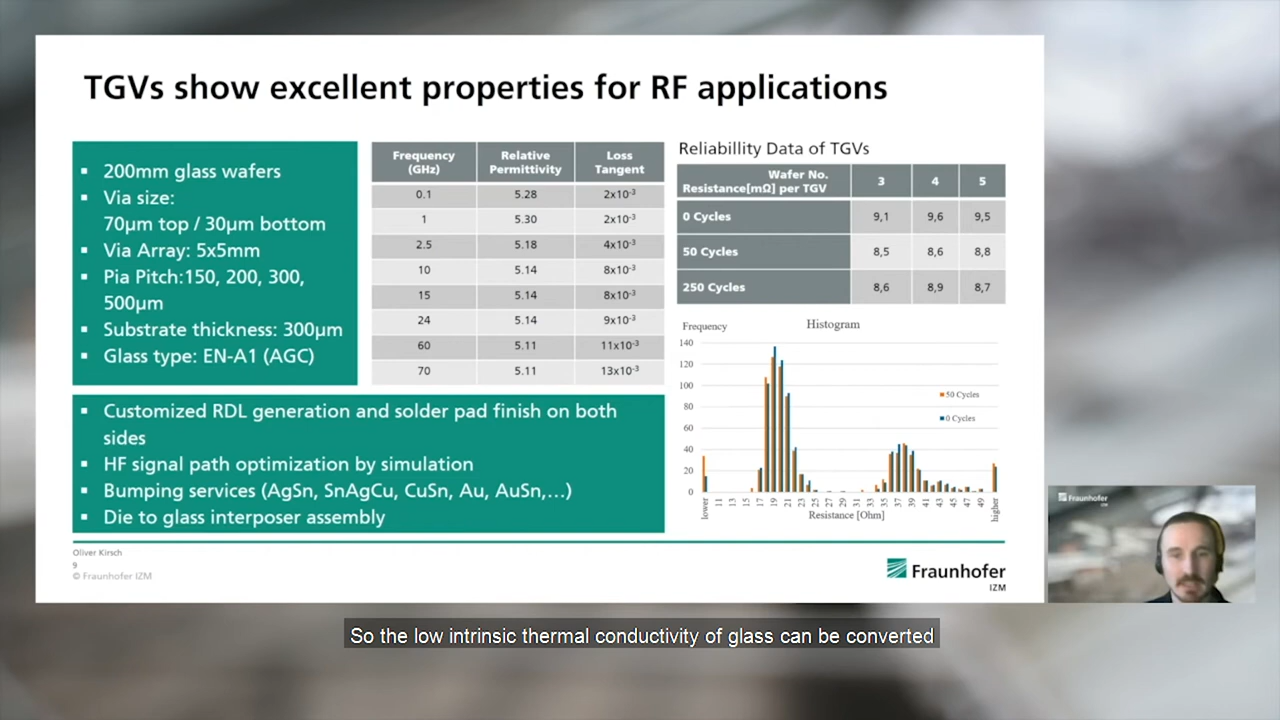 TGVs show excellent properties for RF applications
▪ 200mm glass wafers
▪ Via size:
70µm top / 30µm bottom
▪ Via Array: 5x5mm
▪ Pia Pitch:150, 200, 300,
500µm
▪ Substrate thickness: 300µm
▪ Glass type: EN-A1 (AGC)
Frequency (GHz) Relative Permittivity Loss Tangent
0.1 5.28 2x10⁻³
1 5.30 2x10⁻³
2.5 5.18 4x10⁻³
10 5.14 8x10⁻³
15 5.14 8x10⁻³
24 5.14 9x10⁻³
60 5.11 11x10⁻³
70 5.11 13x10⁻³
Reliabillity Data of TGVs
Wafer No.
Resistance[mΩ] per TGV 3 4 5
0 Cycles 9,1 9,6 9,5
50 Cycles 8,5 8,6 8,8
250 Cycles 8,6 8,9 8,7
▪ Customized RDL generation and solder pad finish on both
sides
▪ HF signal path optimization by simulation
▪ Bumping services (AgSn, SnAgCu, CuSn, Au, AuSn,…)
▪ Die to glass interposer assembly
Frequency
Histogram
140
120
100
80
60
40
20
0
50 Cycles
0 Cycles
lower 11 13 15 17 19 21 23 25 27 29 31 33 35 37 39 41 43 45 47 49 higher
Resistance [Ohm]
Oliver Kirsch
9
© Fraunhofer IZM
Fraunhofer
IZM
Fraunhofer
IZM
So the low intrinsic thermal conductivity of glass can be converted